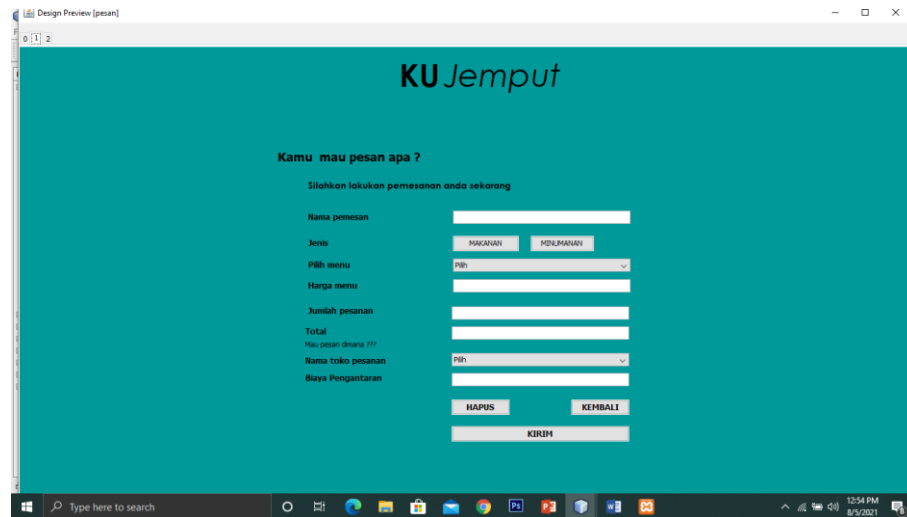 Design Preview [pesan]
0 1 2
KU Jemput
Kamu mau pesan apa ?
Silahkan lakukan pemesanan anda sekarang
Nama pemesan
Jenis MAKANAN MINUMANAN
Pilih menu Pilih
Harga menu
Jumlah pesanan
Total
Mau pesan dimana ???
Nama toko pesanan Pilih
Biaya Pengantaran
HAPUS KEMBALI
KIRIM
Type here to search
12:54 PM
8/5/2021